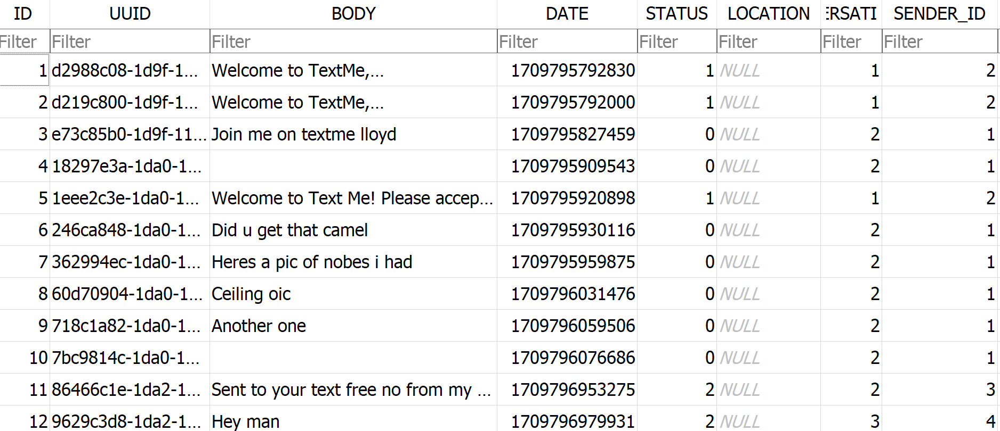 ID UUID BODY DATE STATUS LOCATION ERSATI SENDER_ID
Filter Filter Filter Filter Filter Filter Filter Filter
1 d2988c08-1d9f-1... Welcome to TextMe,... 1709795792830 1 NULL 1 2
2 d219c800-1d9f-1... Welcome to TextMe,... 1709795792000 1 NULL 1 2
3 e73c85b0-1d9f-11... Join me on textme lloyd 1709795827459 0 NULL 2 1
4 18297e3a-1da0-1... 1709795909543 0 NULL 2 1
5 1eee2c3e-1da0-1... Welcome to Text Me! Please accep... 1709795920898 1 NULL 1 2
6 246ca848-1da0-1... Did u get that camel 1709795930116 0 NULL 2 1
7 362994ec-1da0-1... Heres a pic of nobes i had 1709795959875 0 NULL 2 1
8 60d70904-1da0-1... Ceiling oic 1709796031476 0 NULL 2 1
9 718c1a82-1da0-1... Another one 1709796059506 0 NULL 2 1
10 7bc9814c-1da0-1... 1709796076686 0 NULL 2 1
11 86466c1e-1da2-1... Sent to your text free no from my ... 1709796953275 2 NULL 2 3
12 9629c3d8-1da2-1... Hey man 1709796979931 2 NULL 3 4